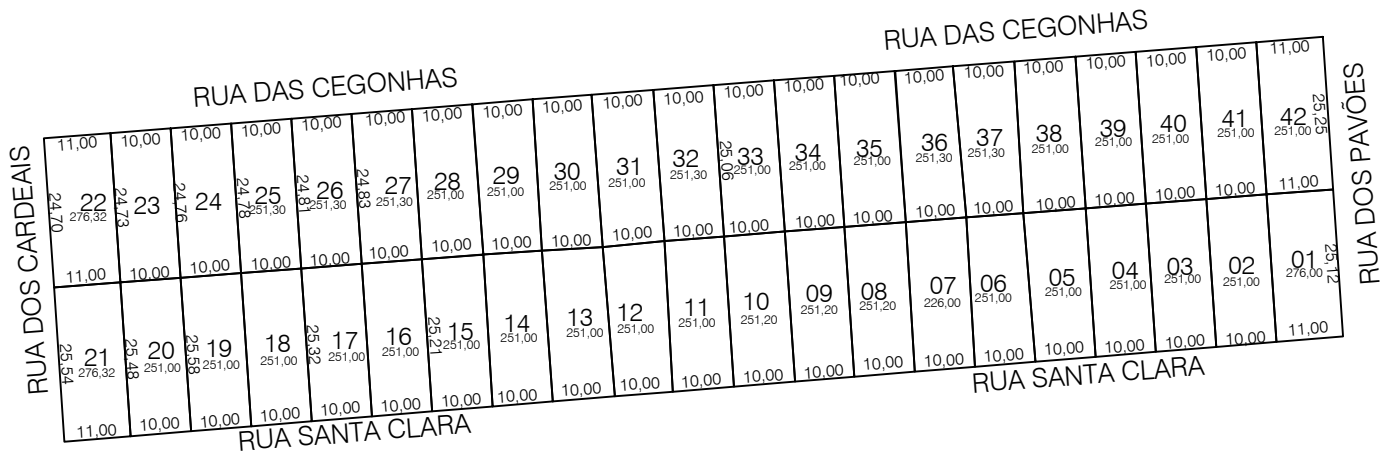 RUA DAS CEGONHAS
RUA DAS CEGONHAS
RUA DOS CARDEAIS
RUA DOS PAVÕES
11,00 10,00 10,00 10,00 10,00 10,00 10,00 10,00 10,00 10,00 10,00 10,00 10,00 10,00 10,00 10,00 10,00 10,00 10,00 10,00 11,00
24,70 22 276,32
24,73 23
24,76 24
24,78 25 251,30
24,81 26 251,30
24,83 27 251,30
28 251,00
29 251,00
30 251,00
31 251,00
32 251,30
25,06 33 251,00
34 251,00
35 251,00
36 251,30
37 251,30
38 251,00
39 251,00
40 251,00
41 251,00
42 251,00 25,25
11,00 10,00 10,00 10,00 10,00 10,00 10,00 10,00 10,00 10,00 10,00 10,00 10,00 10,00 10,00 10,00 10,00 10,00 10,00 10,00 11,00
25,54 21 276,32
25,48 20 251,00
25,58 19 251,00
18 251,00
25,32 17 251,00
16 251,00
25,21 15 251,00
14 251,00
13 251,00
12 251,00
11 251,00
10 251,20
09 251,20
08 251,20
07 226,00
06 251,00
05 251,00
04 251,00
03 251,00
02 251,00
01 276,00 25,12
11,00 10,00 10,00 10,00 10,00 10,00 10,00 10,00 10,00 10,00 10,00 10,00 10,00 10,00 10,00 10,00 10,00 10,00 10,00 10,00 11,00
RUA SANTA CLARA
RUA SANTA CLARA